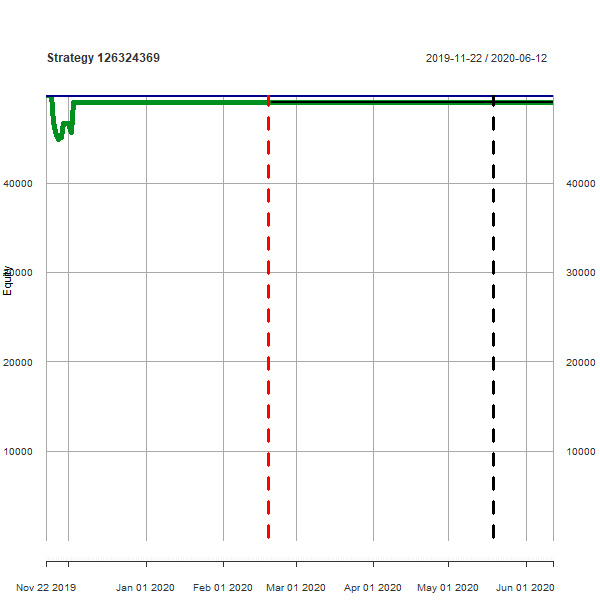 Strategy 126324369
2019-11-22 / 2020-06-12
40000
40000
Equity
30000
30000
20000
20000
10000
10000
Nov 22 2019
Jan 01 2020
Feb 01 2020
Mar 01 2020
Apr 01 2020
May 01 2020
Jun 01 2020